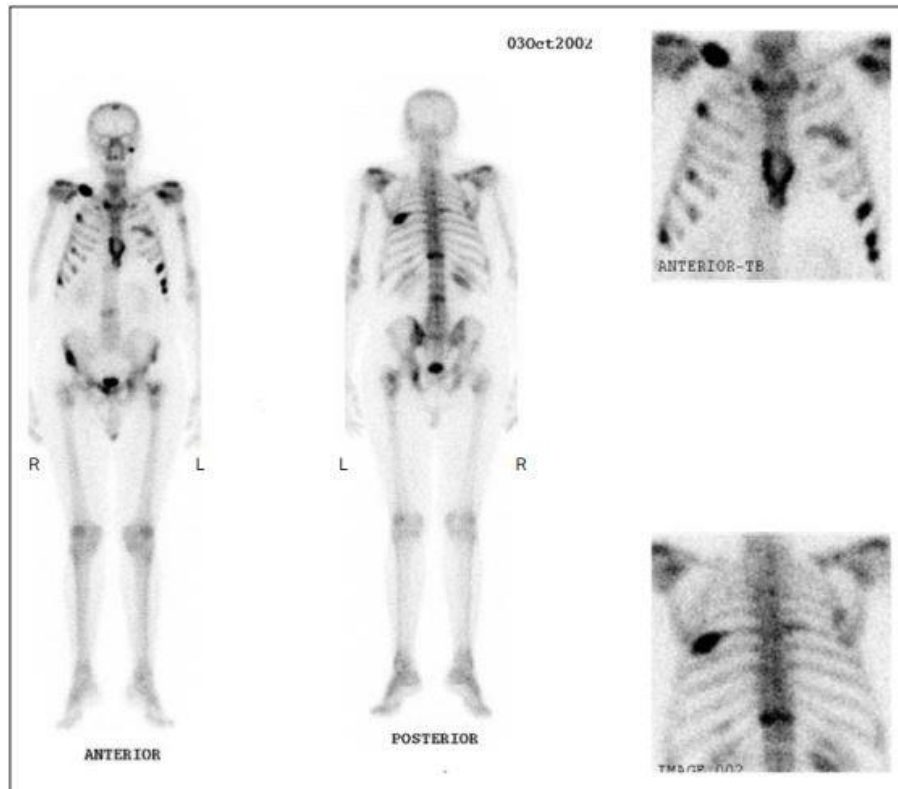 03Oct2002
ANTERIOR-TB
R
L
L
R
ANTERIOR
POSTERIOR
IMAGE 002